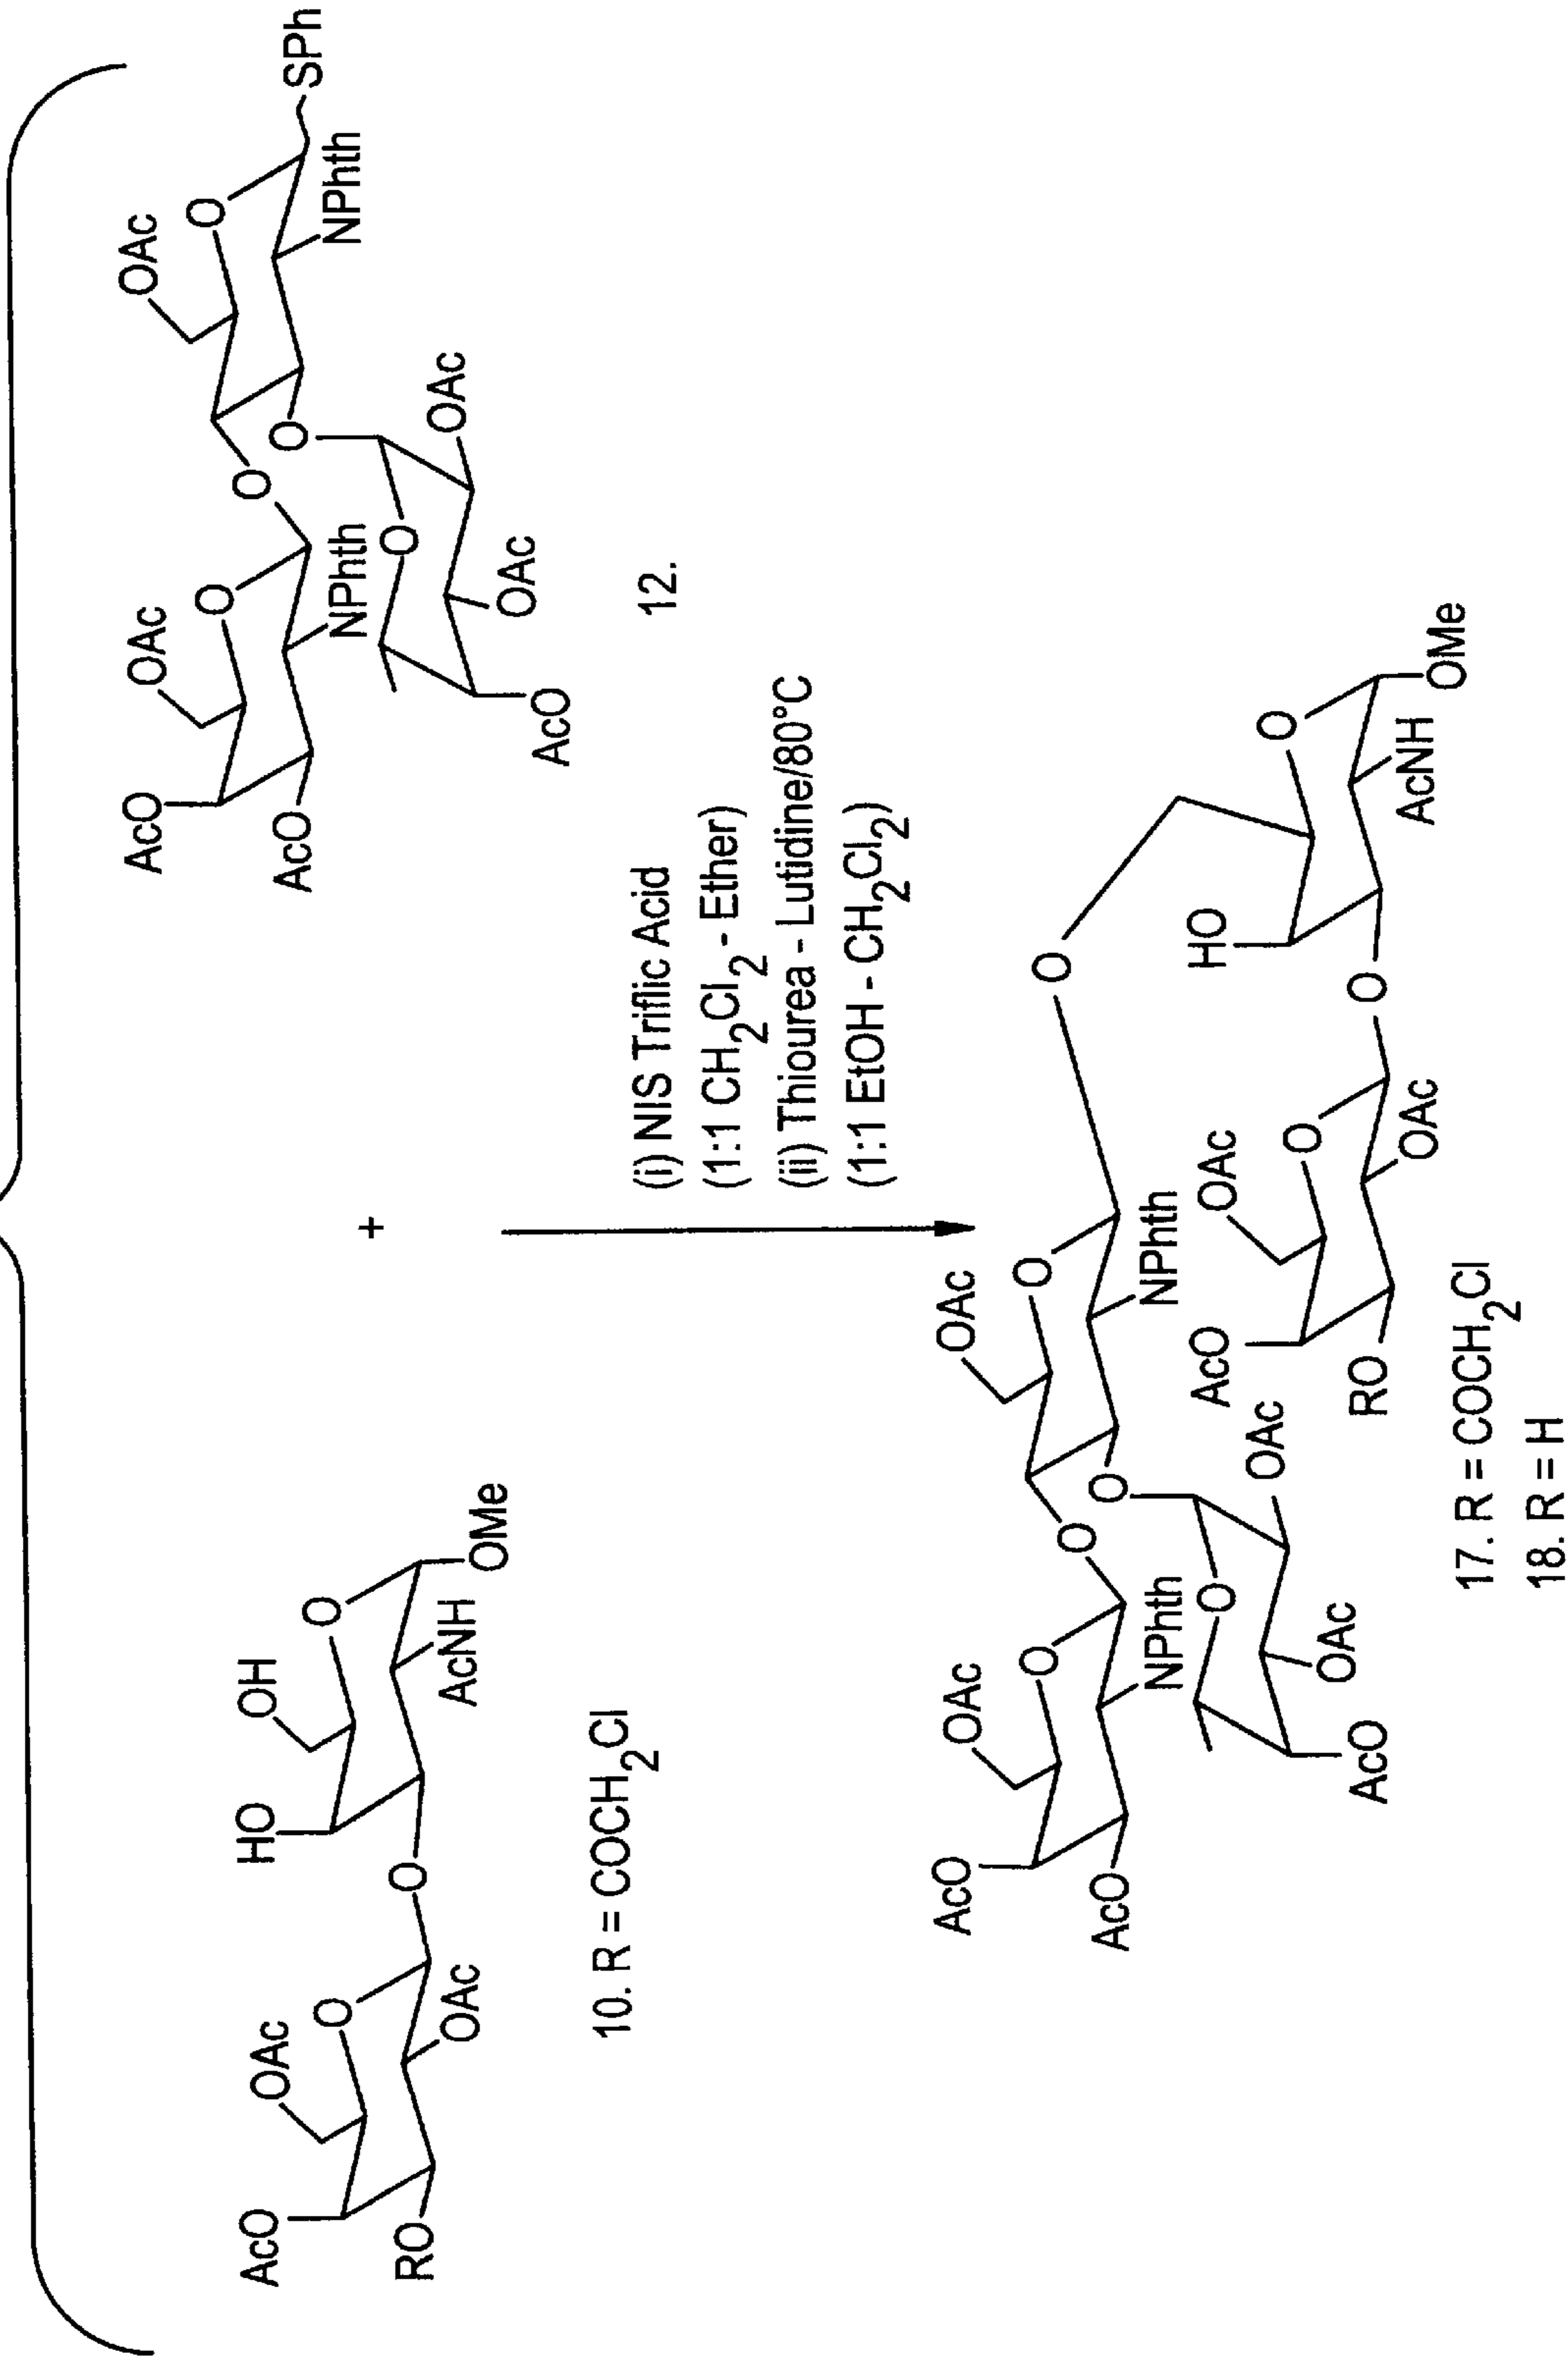 AcO
OAc
HO
OH
O
O
RO
OAc
O
AcNH
OMe
10. R = COCH2Cl
+
AcO
OAc
OAc
O
O
SPh
AcO
NPhth
O
O
NPhth
O
OAc
OAc
AcO
12.
(i) NIS Triflic Acid
(1:1 CH2Cl2 - Ether)
(ii) Thiourea - Lutidine/80°C
(1:1 EtOH - CH2Cl2)
AcO
OAc
OAc
O
O
O
AcO
NPhth
O
O
NPhth
O
OAc
OAc
AcO
HO
O
AcO
OAc
O
RO
OAc
O
AcNH
OMe
17. R = COCH2Cl
18. R = H